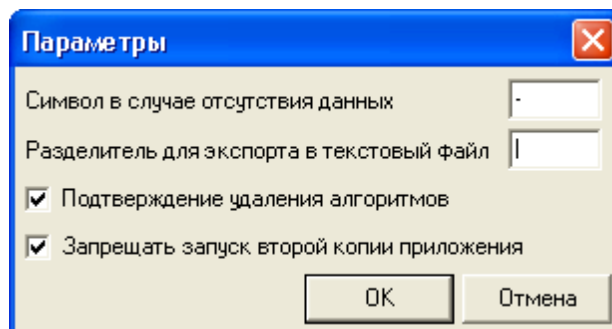 Параметры
Символ в случае отсутствия данных -
Разделитель для экспорта в текстовый файл
Подтверждение удаления алгоритмов
Запрещать запуск второй копии приложения
OK Отмена